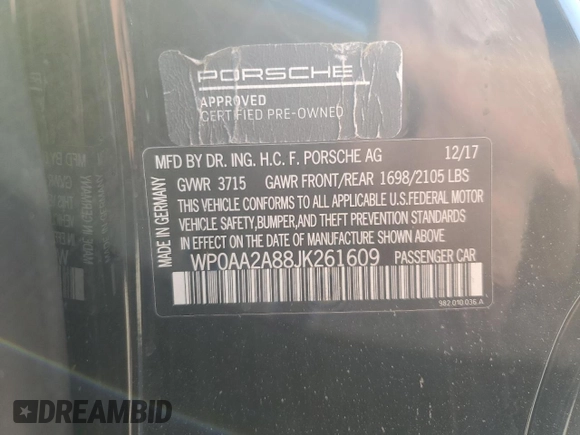 PORSCHE
APPROVED
CERTIFIED PRE-OWNED
MFD BY DR. ING. H.C. F. PORSCHE AG 12/17
GVWR 3715 GAWR FRONT/REAR 1698/2105 LBS
THIS VEHICLE CONFORMS TO ALL APPLICABLE U.S.FEDERAL MOTOR
VEHICLE SAFETY,BUMPER,AND THEFT PREVENTION STANDARDS
IN EFFECT ON THE DATE OF MANUFACTURE SHOWN ABOVE.
WP0AA2A88JK261609 PASSENGER CAR
982.010.036 A
MADE IN GERMANY
DREAMBID